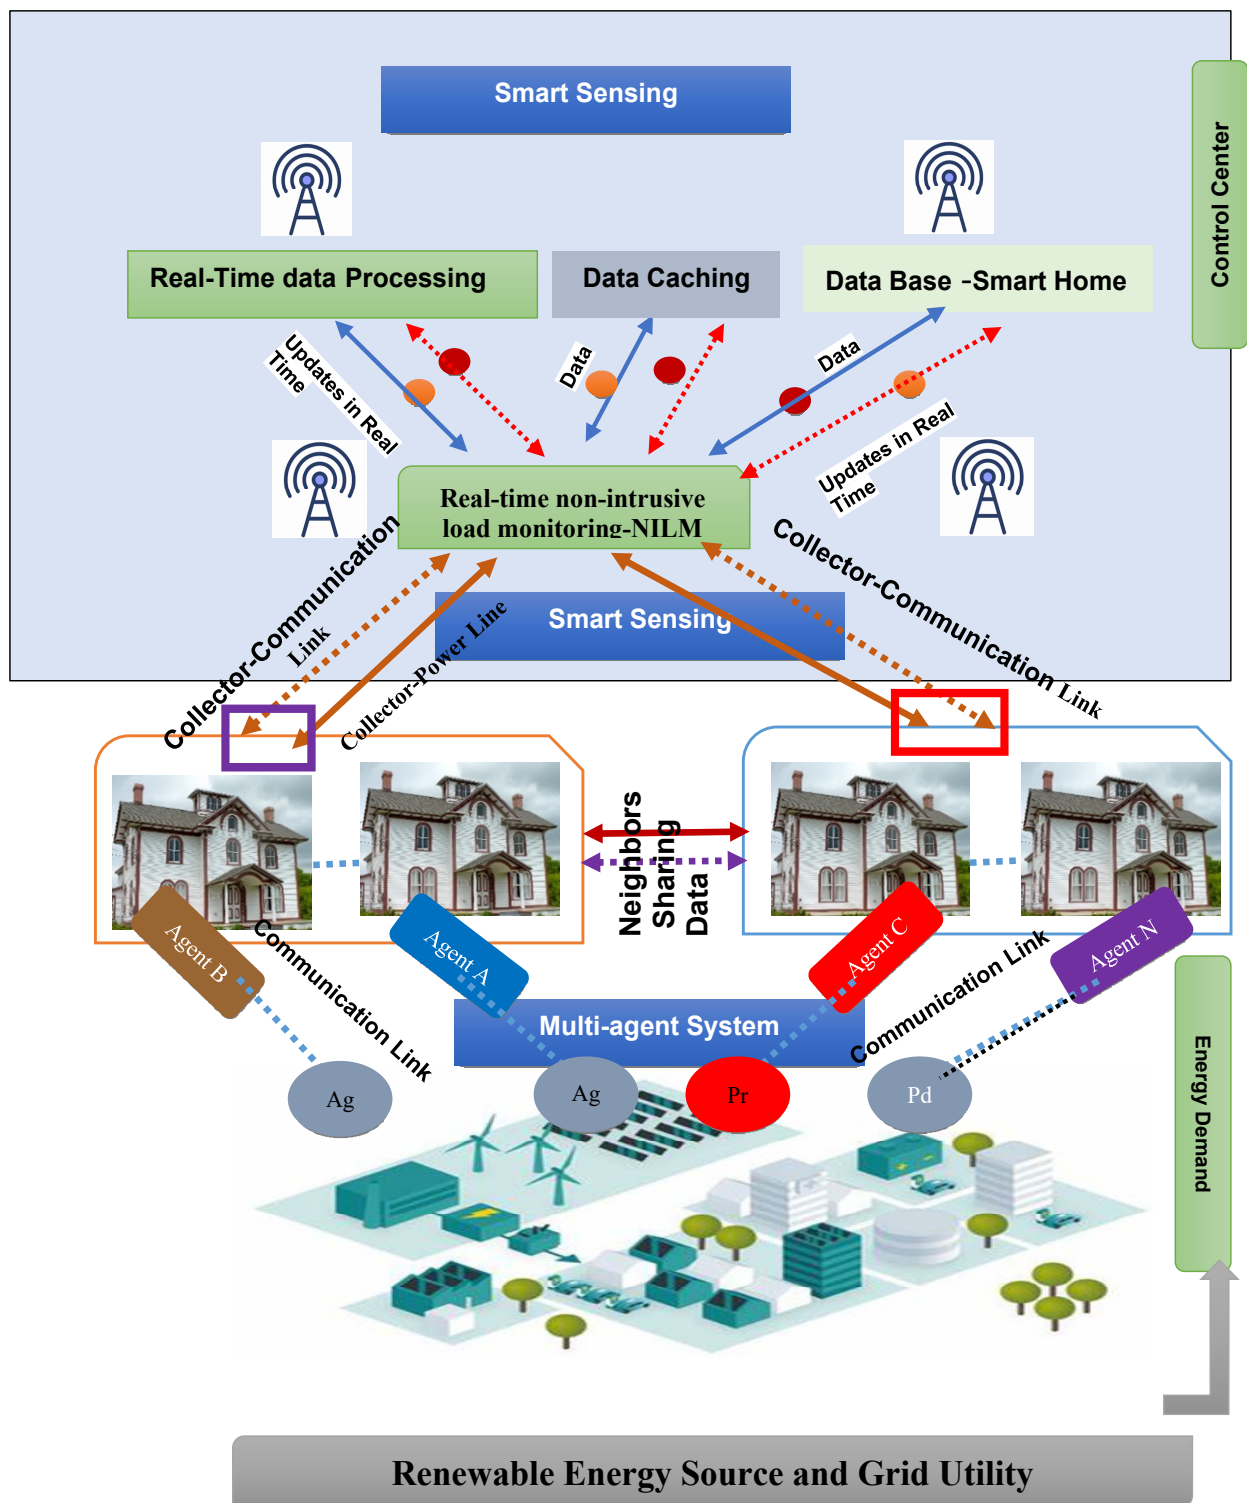 Smart Sensing
Control Center
Real-Time data Processing
Data Caching
Data Base -Smart Home
Updates in Real
Time
Data
Data
Updates in Real
Time
Real-time non-intrusive
load monitoring-NILM
Collector-Communication
Link
Collector-Power Line
Smart Sensing
Collector-Communication Link
Neighbors
Sharing
Data
Agent B
Agent A
Agent C
Agent N
Communication Link
Communication Link
Multi-agent System
Ag
Ag
Pr
Pd
Energy Demand
Renewable Energy Source and Grid Utility